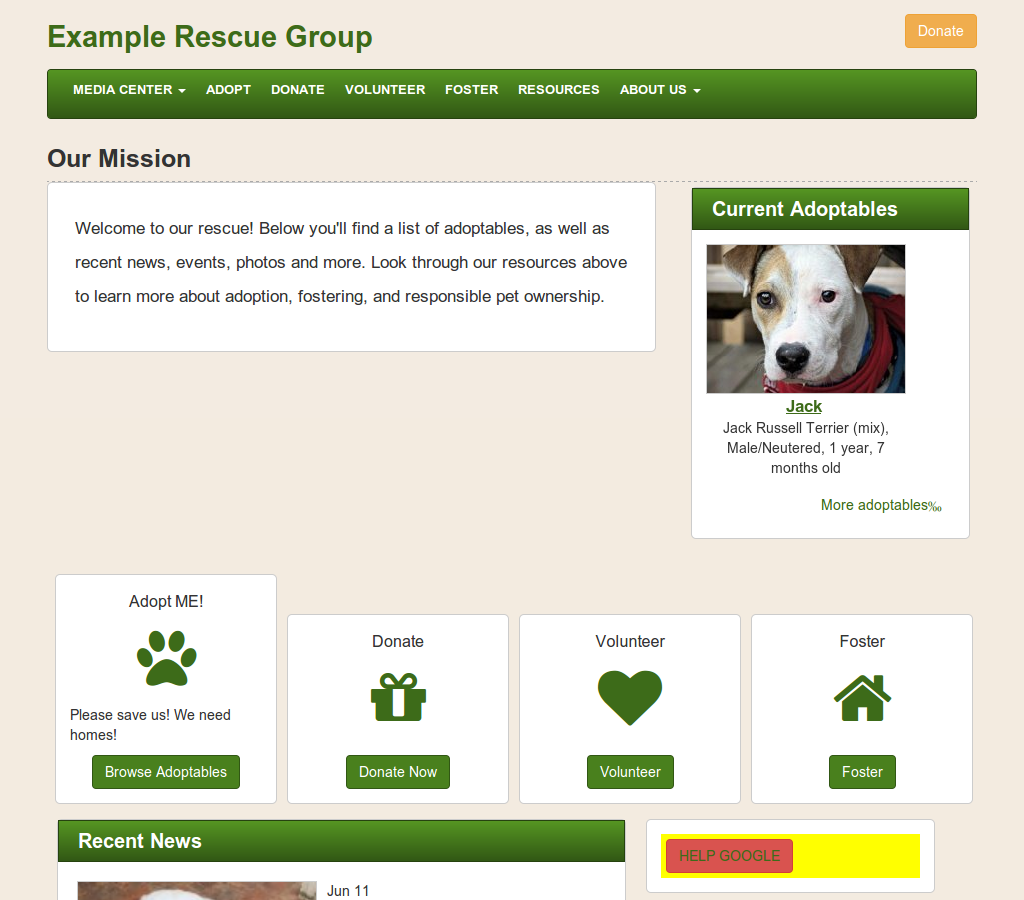 Example Rescue Group
Donate
MEDIA CENTER ADOPT DONATE VOLUNTEER FOSTER RESOURCES ABOUT US
Our Mission
Welcome to our rescue! Below you'll find a list of adoptables, as well as
recent news, events, photos and more. Look through our resources above
to learn more about adoption, fostering, and responsible pet ownership.
Current Adoptables
Jack
Jack Russell Terrier (mix),
Male/Neutered, 1 year, 7
months old
More adoptables‰
Adopt ME!
Please save us! We need
homes!
Browse Adoptables
Donate
Donate Now
Volunteer
Volunteer
Foster
Foster
Recent News
Jun 11
HELP GOOGLE